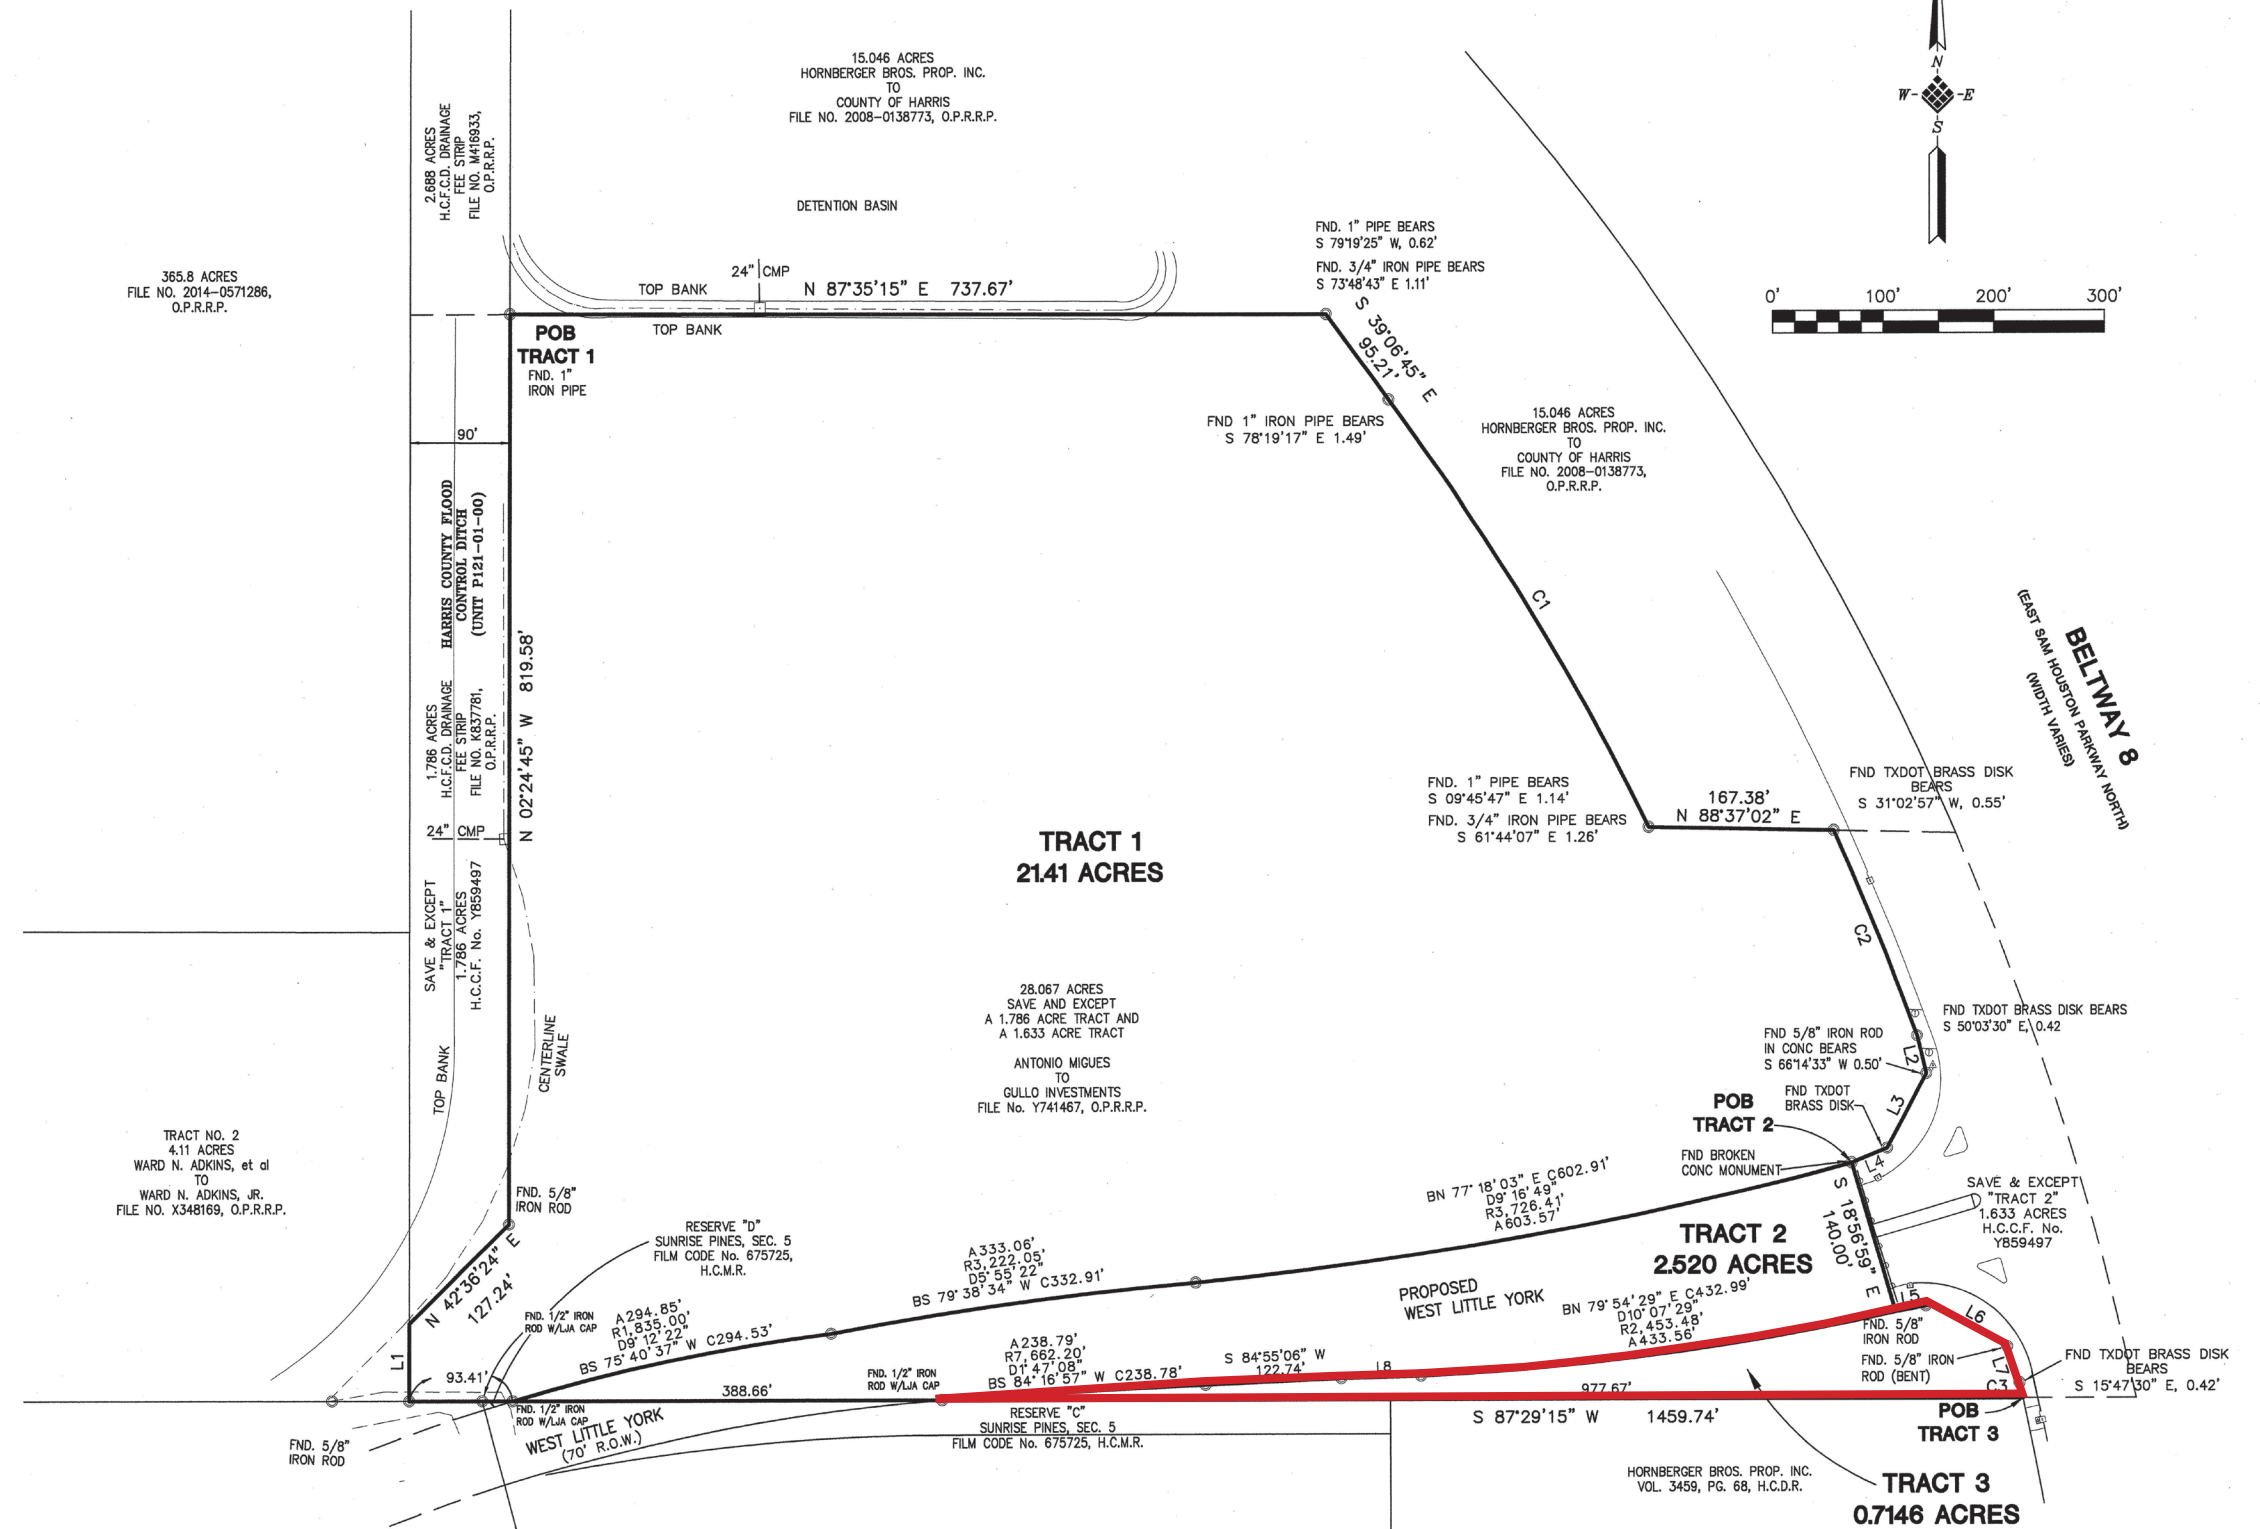 15.046 ACRES
HORNBERGER BROS. PROP. INC.
TO
COUNTY OF HARRIS
FILE NO. 2008-0138773, O.P.R.R.P.
N
W-
-E
S
2.688 ACRES
H.C.F.C.D. DRAINAGE
FEE STRIP
FILE NO. M416933,
O.P.R.R.P.
DETENTION BASIN
FND. 1" PIPE BEARS
S 79°19'25" W, 0.62'
FND. 3/4" IRON PIPE BEARS
S 73°48'43" E 1.11'
365.8 ACRES
FILE NO. 2014-0571286,
O.P.R.R.P.
24" CMP
TOP BANK
N 87°35'15" E 737.67'
TOP BANK
0' 100' 200' 300'
S 39°06'45" E
95.21'
POB
TRACT 1
FND. 1"
IRON PIPE
FND 1" IRON PIPE BEARS
S 78°19'17" E 1.49'
15.046 ACRES
HORNBERGER BROS. PROP. INC.
TO
COUNTY OF HARRIS
FILE NO. 2008-0138773,
O.P.R.R.P.
90'
HARRIS COUNTY FLOOD
CONTROL DITCH
(UNIT P121-01-00)
C1
BELTWAY 8
(EAST SAM HOUSTON PARKWAY NORTH)
(WIDTH VARIES)
N 02°24'45" W 819.58'
1.786 ACRES
H.C.F.C.D. DRAINAGE
FEE STRIP
FILE NO. K837781,
O.P.R.R.P.
24" CMP
FND. 1" PIPE BEARS
S 09°45'47" E 1.14'
FND. 3/4" IRON PIPE BEARS
S 61°44'07" E 1.26'
167.38'
N 88°37'02" E
FND TXDOT BRASS DISK
BEARS
S 31°02'57" W, 0.55'
TRACT 1
21.41 ACRES
SAVE & EXCEPT
"TRACT 1"
1.786 ACRES
H.C.C.F. No. Y859497
C2
28.067 ACRES
SAVE AND EXCEPT
A 1.786 ACRE TRACT AND
A 1.633 ACRE TRACT
ANTONIO MIGUES
TO
GULLO INVESTMENTS
FILE No. Y741467, O.P.R.R.P.
FND TXDOT BRASS DISK BEARS
S 50°03'30" E, 0.42
FND 5/8" IRON ROD
IN CONC BEARS
S 66°14'33" W 0.50'
L2
FND TXDOT
BRASS DISK
L3
CENTERLINE
SWALE
TOP BANK
POB
TRACT 2
FND BROKEN
CONC MONUMENT
L4
TRACT NO. 2
4.11 ACRES
WARD N. ADKINS, et al
TO
WARD N. ADKINS, JR.
FILE NO. X348169, O.P.R.R.P.
FND. 5/8"
IRON ROD
SAVE & EXCEPT
"TRACT 2"
1.633 ACRES
H.C.C.F. No.
Y859497
BN 77°18'03" E C602.91'
D9°16'49"
R3,726.41'
A603.57'
S 18°56'59" E
140.00'
TRACT 2
2.520 ACRES
RESERVE "D"
SUNRISE PINES, SEC. 5
FILM CODE No. 675725,
H.C.M.R.
A333.06'
R3,222.05'
D5°55'22"
BS 79°38'34" W C332.91'
N 42°36'24" E
127.24'
PROPOSED
WEST LITTLE YORK
BN 79°54'29" E C432.99'
D10°07'29"
R2,453.48'
A433.56'
L5
L6
FND. 5/8"
IRON ROD
FND. 1/2" IRON
ROD W/LJA CAP
A294.85'
R1,835.00'
D9°12'22"
BS 75°40'37" W C294.53'
L1
93.41'
388.66'
FND. 1/2" IRON
ROD W/LJA CAP
A238.79'
R7,662.20'
D1°47'08"
BS 84°16'57" W C238.78'
S 84°55'06" W
122.74'
L8
FND. 5/8" IRON
ROD (BENT)
L7
C3
FND TXDOT BRASS DISK
BEARS
S 15°47'30" E, 0.42'
977.67'
S 87°29'15" W 1459.74'
POB
TRACT 3
FND. 1/2" IRON
ROD W/LJA CAP
WEST LITTLE YORK
(70' R.O.W.)
RESERVE "C"
SUNRISE PINES, SEC. 5
FILM CODE No. 675725, H.C.M.R.
FND. 5/8"
IRON ROD
HORNBERGER BROS. PROP. INC.
VOL. 3459, PG. 68, H.C.D.R.
TRACT 3
0.7146 ACRES